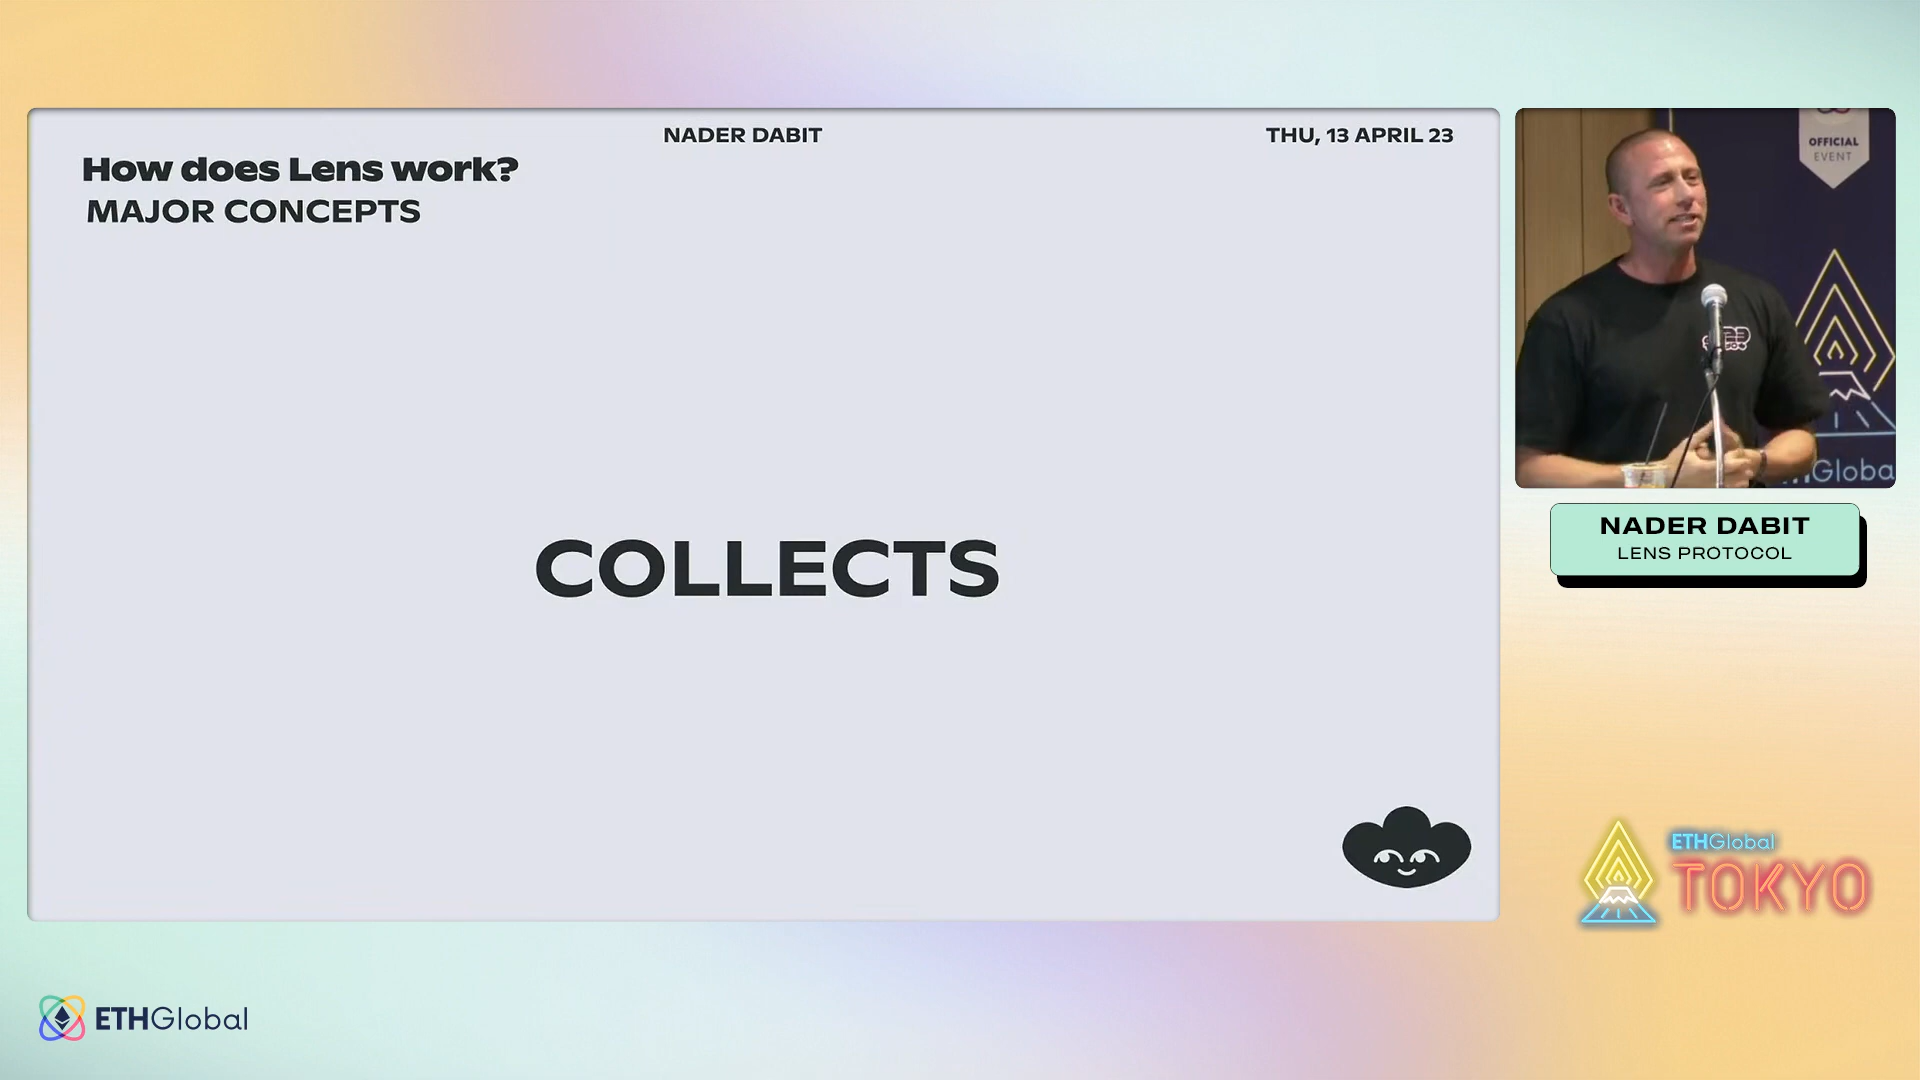 NADER DABIT
THU, 13 APRIL 23
How does Lens work?
MAJOR CONCEPTS
COLLECTS
OFFICIAL
EVENT
Globa
NADER DABIT
LENS PROTOCOL
ETHGlobal
TOKYO
ETHGlobal